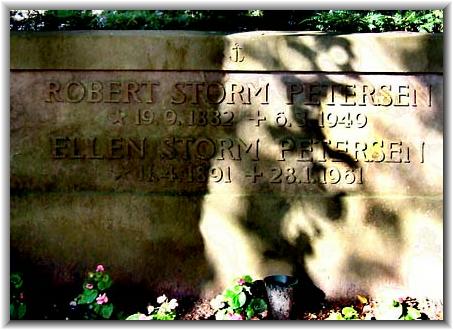 ROBERT STORM PETERSEN
☆ 19.9.1882 + 6.3.1949
ELLEN STORM PETERSEN
☆ 11.4.1891 + 28.1.1961